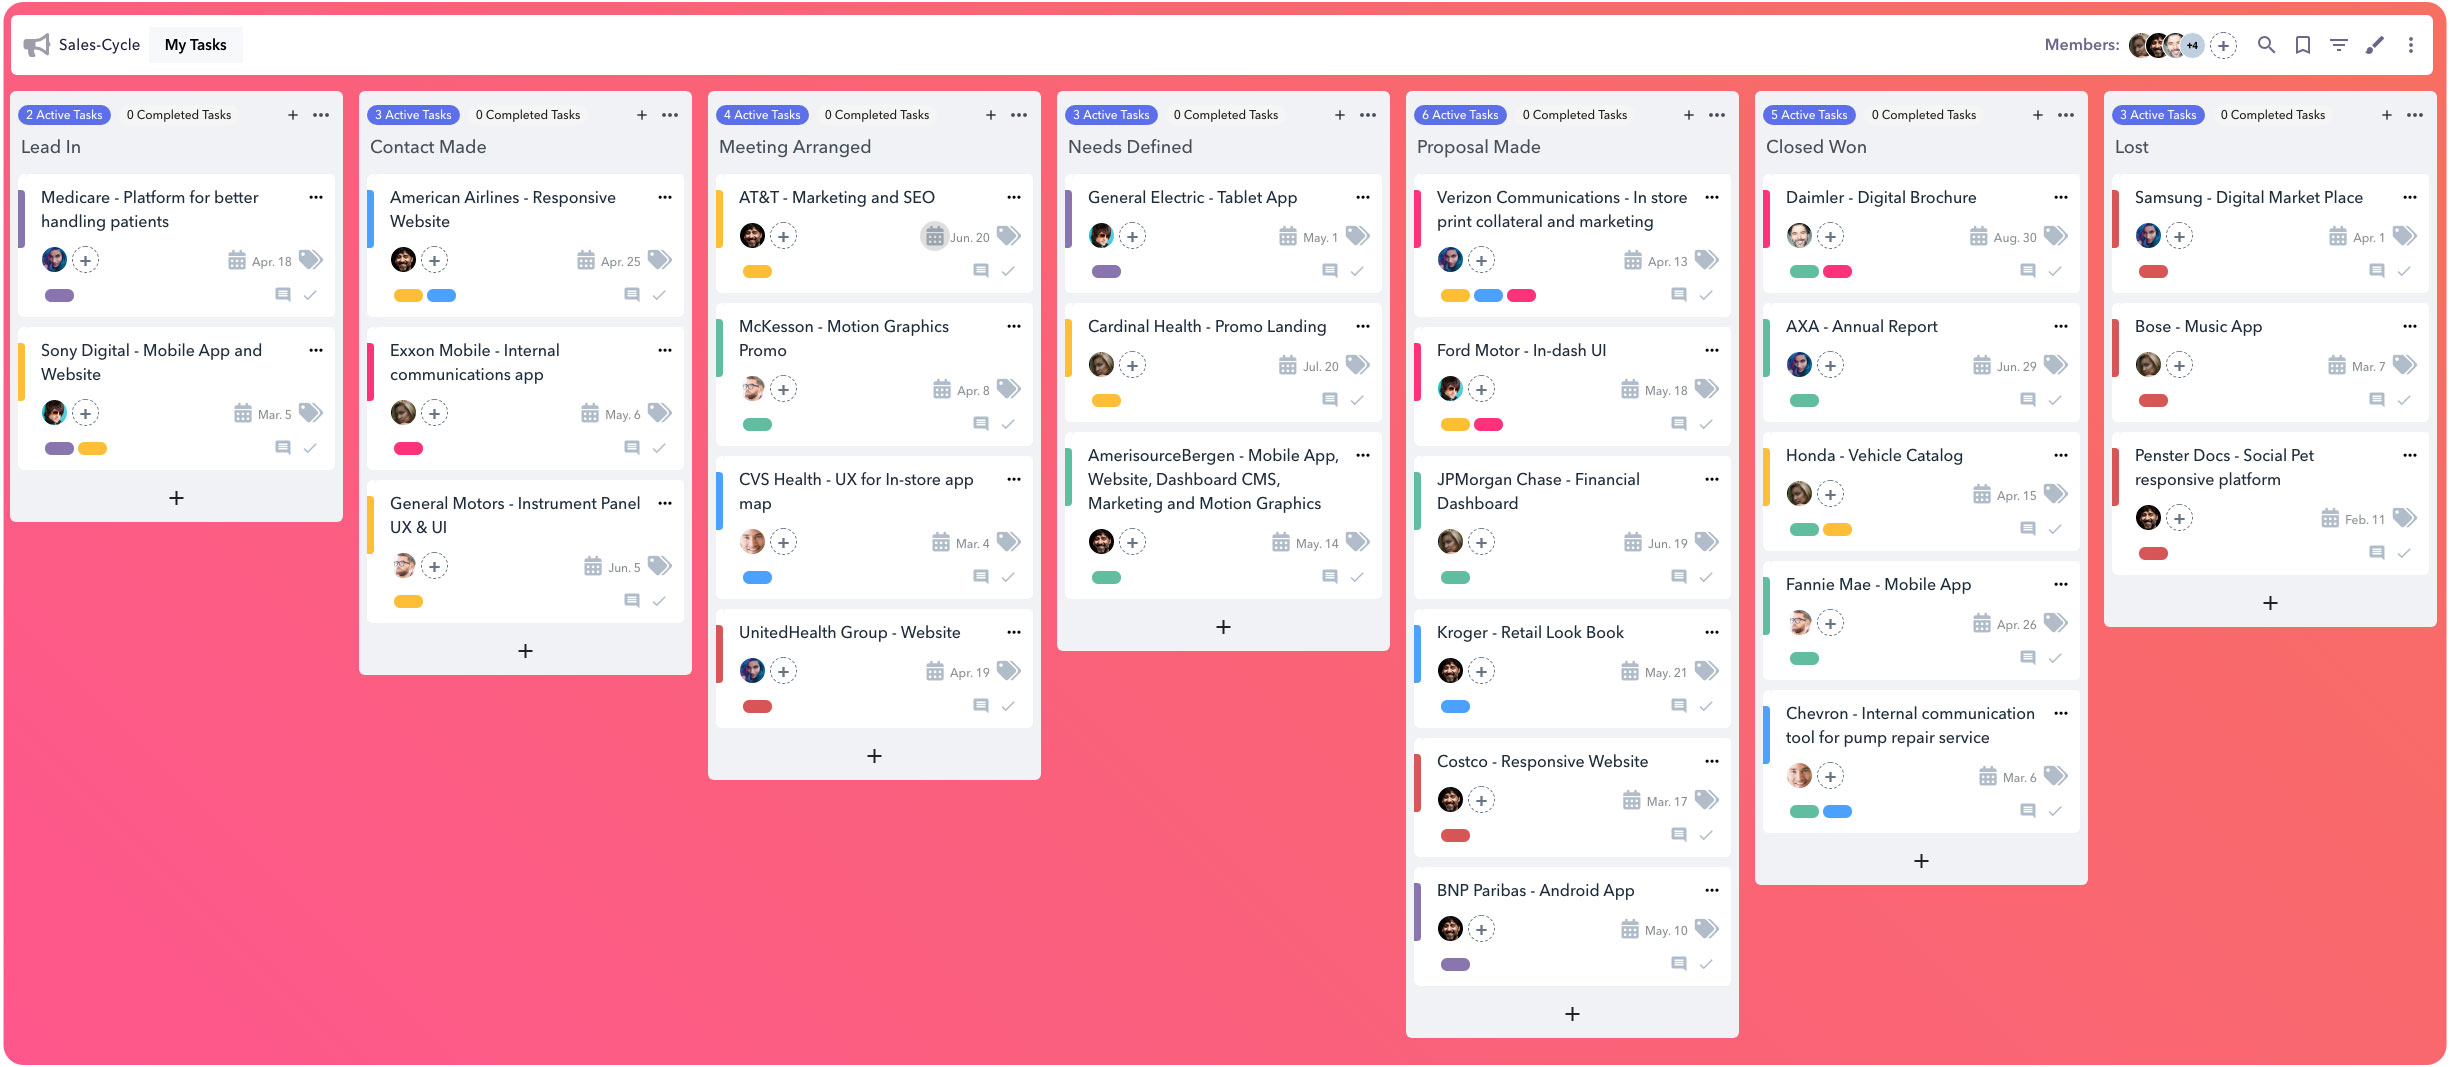 Sales-Cycle
My Tasks
Members:
+4
2 Active Tasks
0 Completed Tasks
Lead In
Medicare - Platform for better
handling patients
Apr. 18
Sony Digital - Mobile App and
Website
Mar. 5
3 Active Tasks
0 Completed Tasks
Contact Made
American Airlines - Responsive
Website
Apr. 25
Exxon Mobile - Internal
communications app
May. 6
General Motors - Instrument Panel
UX & UI
Jun. 5
4 Active Tasks
0 Completed Tasks
Meeting Arranged
AT&T - Marketing and SEO
Jun. 20
McKesson - Motion Graphics
Promo
Apr. 8
CVS Health - UX for In-store app
map
Mar. 4
UnitedHealth Group - Website
Apr. 19
3 Active Tasks
0 Completed Tasks
Needs Defined
General Electric - Tablet App
May. 1
Cardinal Health - Promo Landing
Jul. 20
AmerisourceBergen - Mobile App,
Website, Dashboard CMS,
Marketing and Motion Graphics
May. 14
6 Active Tasks
0 Completed Tasks
Proposal Made
Verizon Communications - In store
print collateral and marketing
Apr. 13
Ford Motor - In-dash UI
May. 18
JPMorgan Chase - Financial
Dashboard
Jun. 19
Kroger - Retail Look Book
May. 21
Costco - Responsive Website
Mar. 17
BNP Paribas - Android App
May. 10
5 Active Tasks
0 Completed Tasks
Closed Won
Daimler - Digital Brochure
Aug. 30
AXA - Annual Report
Jun. 29
Honda - Vehicle Catalog
Apr. 15
Fannie Mae - Mobile App
Apr. 26
Chevron - Internal communication
tool for pump repair service
Mar. 6
3 Active Tasks
0 Completed Tasks
Lost
Samsung - Digital Market Place
Apr. 1
Bose - Music App
Mar. 7
Penster Docs - Social Pet
responsive platform
Feb. 11